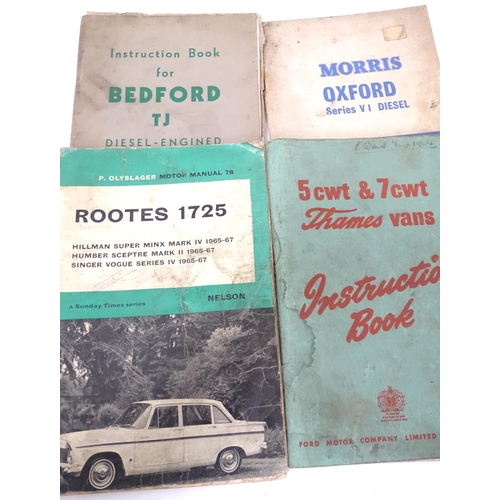 Instruction Book
for
BEDFORD
TJ
DIESEL-ENGINED
MORRIS
OXFORD
Series VI DIESEL
P. OLYSLAGER MOTOR MANUAL 78
ROOTES 1725
HILLMAN SUPER MINX MARK IV 1965-67
HUMBER SCEPTRE MARK II 1965-67
SINGER VOGUE SERIES IV 1965-67
a Sunday Times series
NELSON
5cwt & 7cwt
Thames vans
Instructio
Book
FORD MOTOR COMPANY LIMITED